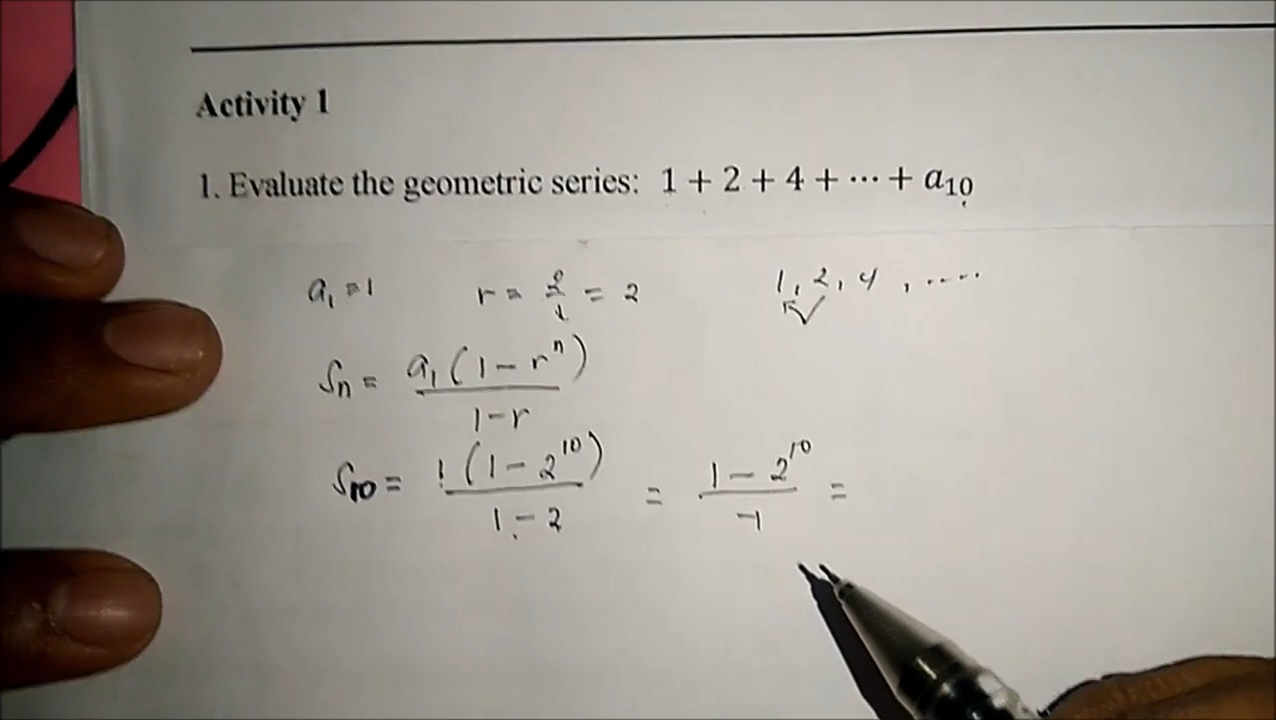 Activity 1
1. Evaluate the geometric series: 1 + 2 + 4 + ⋯ + a₁₀
a₁ = 1 r = 2/1 = 2 1, 2, 4, ....
Sₙ = a₁(1 - rⁿ) / 1 - r
S₁₀ = 1(1 - 2¹⁰) / 1 - 2 = 1 - 2¹⁰ / -1 =